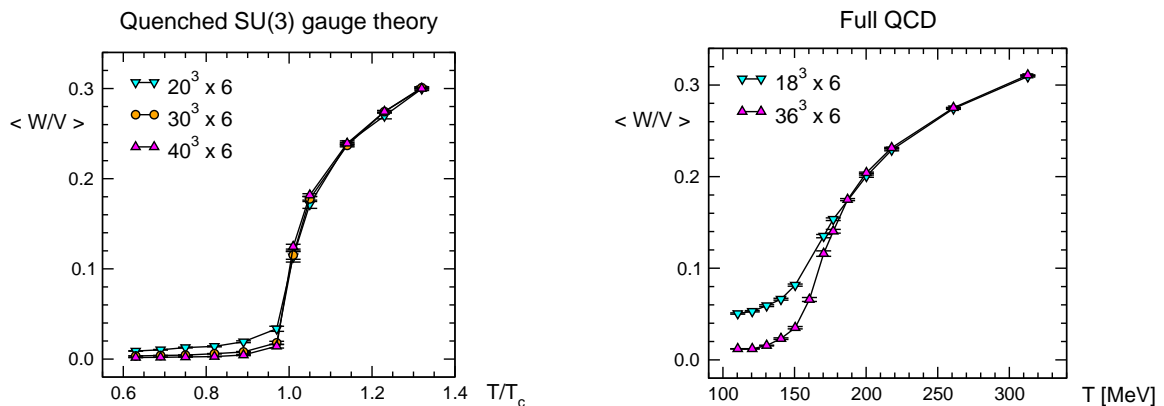 Quenched SU(3) gauge theory
< W/V >
20³ x 6
30³ x 6
40³ x 6
0.3
0.2
0.1
0.0
0.6 0.8 1.0 1.2 1.4
T/T_c
Full QCD
< W/V >
18³ x 6
36³ x 6
0.3
0.2
0.1
0.0
100 150 200 250 300
T [MeV]